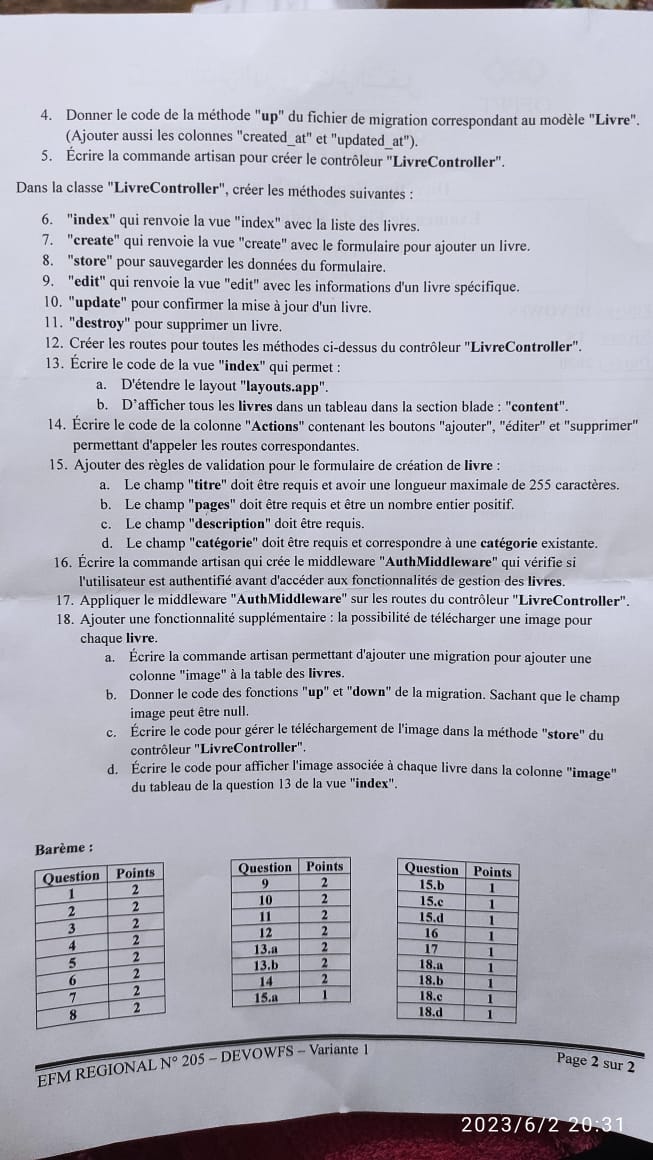 4. Donner le code de la méthode "up" du fichier de migration correspondant au modèle "Livre".
(Ajouter aussi les colonnes "created_at" et "updated_at").
5. Écrire la commande artisan pour créer le contrôleur "LivreController".
Dans la classe "LivreController", créer les méthodes suivantes :
6. "index" qui renvoie la vue "index" avec la liste des livres.
7. "create" qui renvoie la vue "create" avec le formulaire pour ajouter un livre.
8. "store" pour sauvegarder les données du formulaire.
9. "edit" qui renvoie la vue "edit" avec les informations d'un livre spécifique.
10. "update" pour confirmer la mise à jour d'un livre.
11. "destroy" pour supprimer un livre.
12. Créer les routes pour toutes les méthodes ci-dessus du contrôleur "LivreController".
13. Écrire le code de la vue "index" qui permet :
a. D'étendre le layout "layouts.app".
b. D'afficher tous les livres dans un tableau dans la section blade : "content".
14. Écrire le code de la colonne "Actions" contenant les boutons "ajouter", "éditer" et "supprimer"
permettant d'appeler les routes correspondantes.
15. Ajouter des règles de validation pour le formulaire de création de livre :
a. Le champ "titre" doit être requis et avoir une longueur maximale de 255 caractères.
b. Le champ "pages" doit être requis et être un nombre entier positif.
c. Le champ "description" doit être requis.
d. Le champ "catégorie" doit être requis et correspondre à une catégorie existante.
16. Écrire la commande artisan qui crée le middleware "AuthMiddleware" qui vérifie si
l'utilisateur est authentifié avant d'accéder aux fonctionnalités de gestion des livres.
17. Appliquer le middleware "AuthMiddleware" sur les routes du contrôleur "LivreController".
18. Ajouter une fonctionnalité supplémentaire : la possibilité de télécharger une image pour
chaque livre.
a. Écrire la commande artisan permettant d'ajouter une migration pour ajouter une
colonne "image" à la table des livres.
b. Donner le code des fonctions "up" et "down" de la migration. Sachant que le champ
image peut être null.
c. Écrire le code pour gérer le téléchargement de l'image dans la méthode "store" du
contrôleur "LivreController".
d. Écrire le code pour afficher l'image associée à chaque livre dans la colonne "image"
du tableau de la question 13 de la vue "index".
Barème :
Question Points
1 2
2 2
3 2
4 2
5 2
6 2
7 2
8 2
Question Points
9 2
10 2
11 2
12 2
13.a 2
13.b 2
14 2
15.a 1
Question Points
15.b 1
15.c 1
15.d 1
16 1
17 1
18.a 1
18.b 1
18.c 1
18.d 1
EFM REGIONAL N° 205 – DEVOWFS – Variante 1
Page 2 sur 2
2023/6/2 20:31